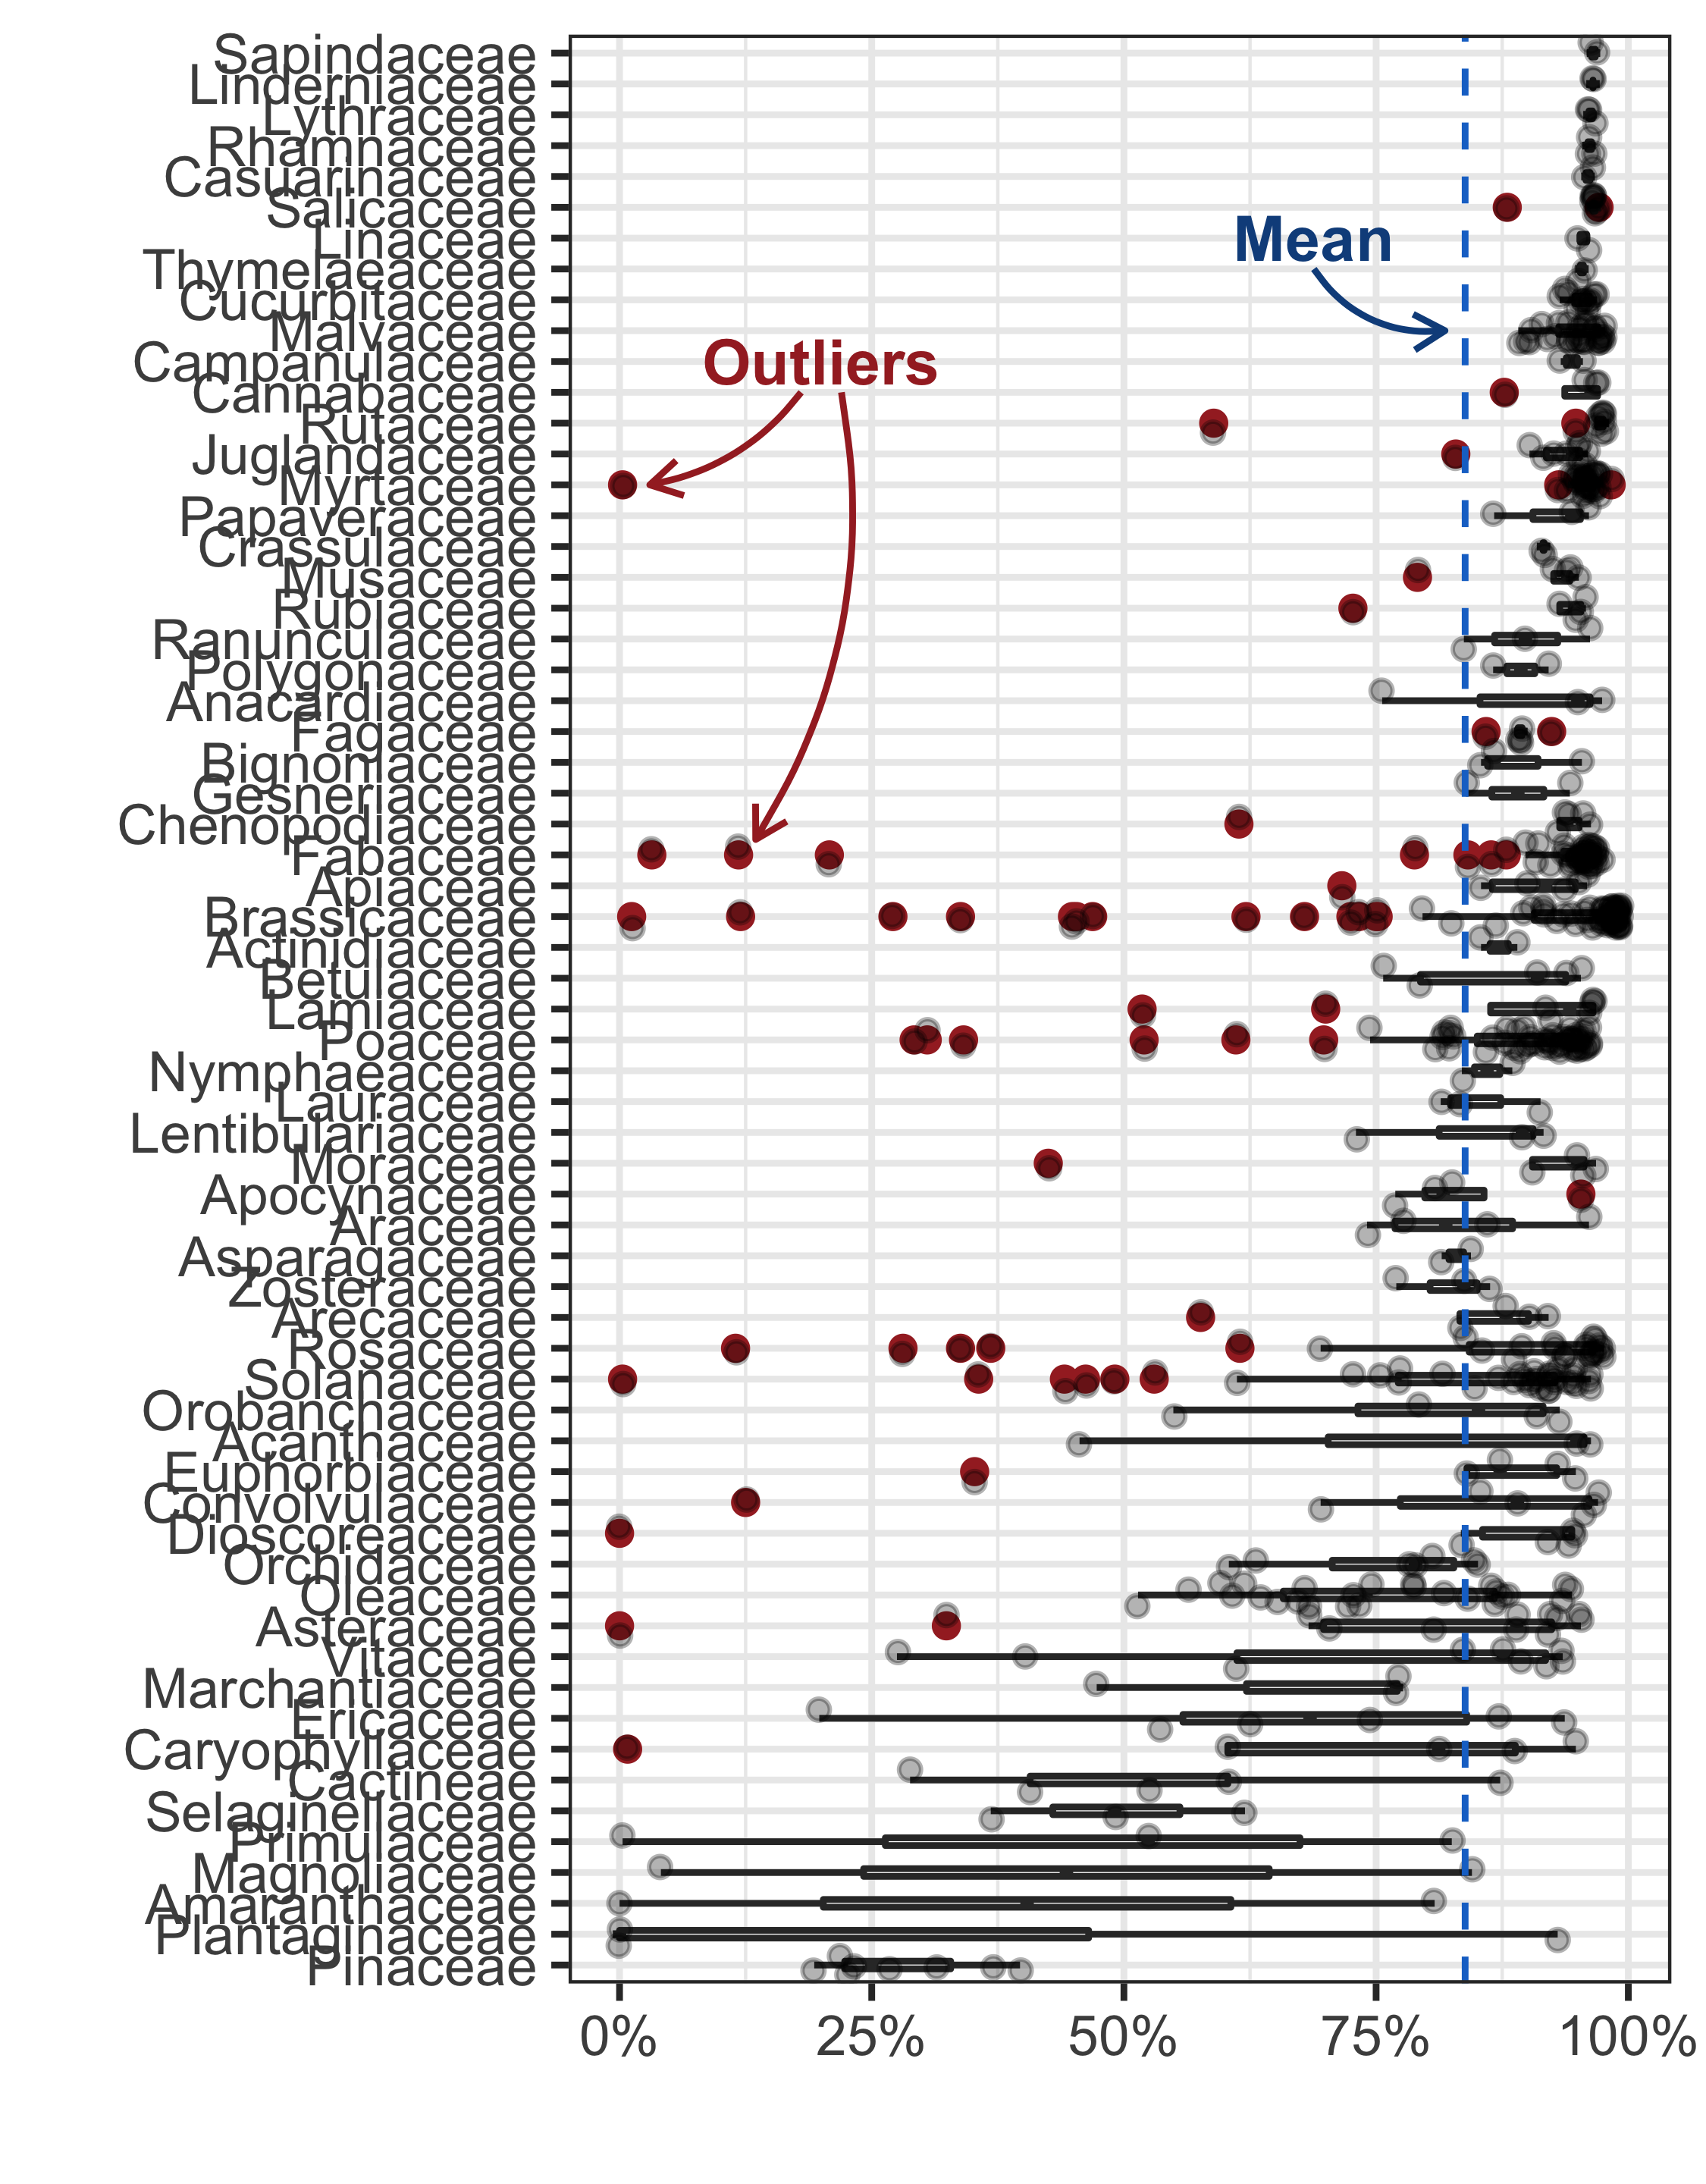 Sapindaceae
Linderniaceae
Lythraceae
Rhamnaceae
Casuarinaceae
Salicaceae
Linaceae
Mean
Thymelaeaceae
Cucurbitaceae
Malvaceae
Campanulaceae
Outliers
Cannabaceae
Rutaceae
Juglandaceae
Myrtaceae
Papaveraceae
Crassulaceae
Musaceae
Rubiaceae
Ranunculaceae
Polygonaceae
Anacardiaceae
Fagaceae
Bignoniaceae
Gesneriaceae
Chenopodiaceae
Fabaceae
Apiaceae
Brassicaceae
Actinidiaceae
Betulaceae
Lamiaceae
Poaceae
Nymphaeaceae
Lauraceae
Lentibulariaceae
Moraceae
Apocynaceae
Araceae
Asparagaceae
Zosteraceae
Arecaceae
Rosaceae
Solanaceae
Orobanchaceae
Acanthaceae
Euphorbiaceae
Convolvulaceae
Dioscoreaceae
Orchidaceae
Oleaceae
Asteraceae
Vitaceae
Marchantiaceae
Ericaceae
Caryophyllaceae
Cactineae
Selaginellaceae
Primulaceae
Magnoliaceae
Amaranthaceae
Plantaginaceae
Pinaceae
0% 25% 50% 75% 100%